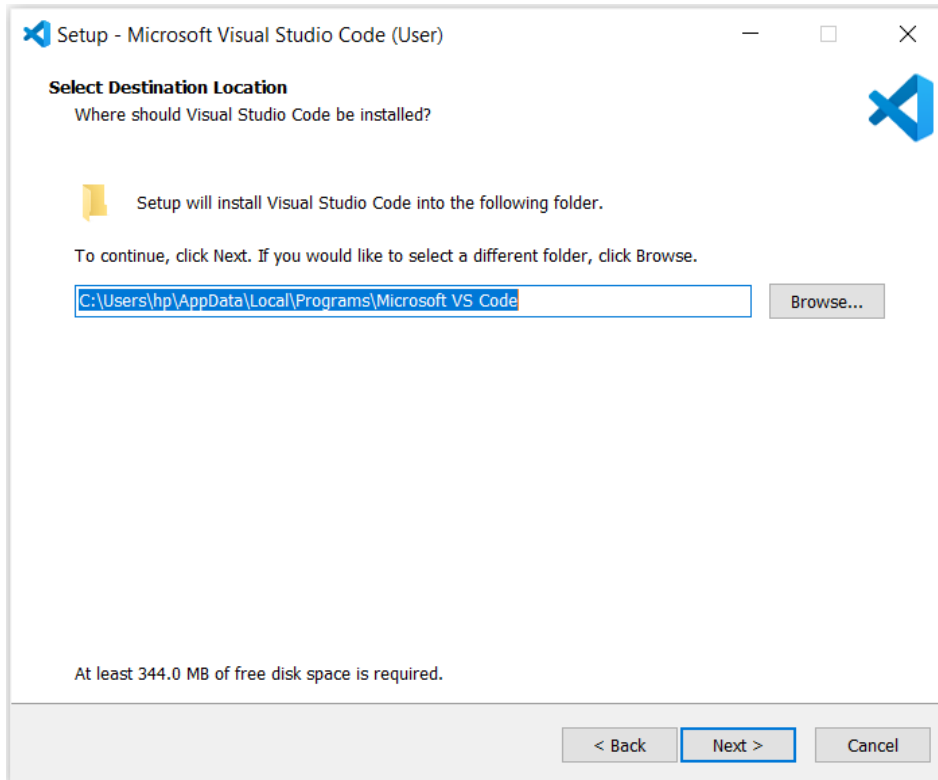 Setup - Microsoft Visual Studio Code (User)
Select Destination Location
Where should Visual Studio Code be installed?
Setup will install Visual Studio Code into the following folder.
To continue, click Next. If you would like to select a different folder, click Browse.
C:\Users\hp\AppData\Local\Programs\Microsoft VS Code
Browse...
At least 344.0 MB of free disk space is required.
< Back Next > Cancel